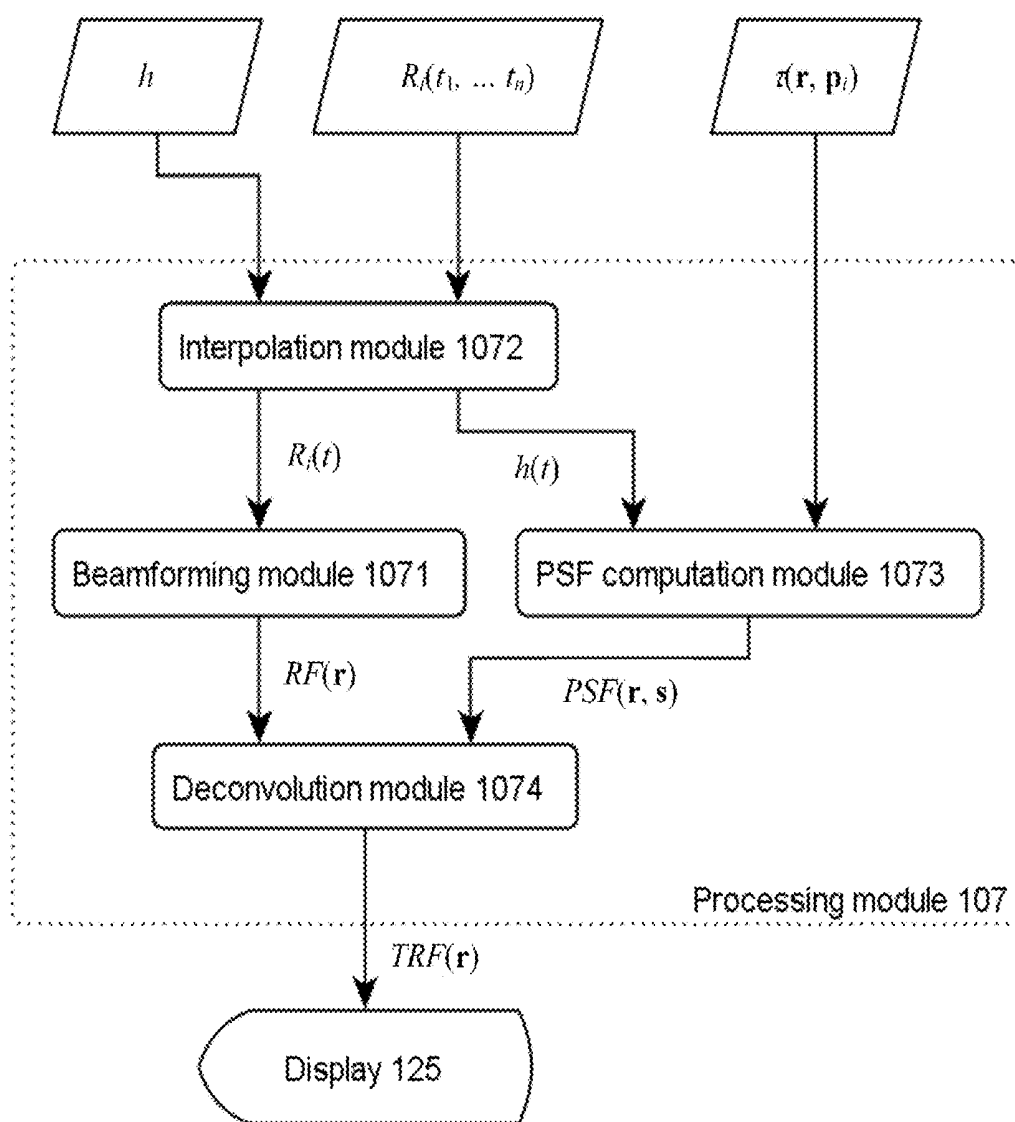 h
Rᵢ(t₁, ... tₙ)
τ(r, pᵢ)
Interpolation module 1072
Rᵢ(t)
h(t)
Beamforming module 1071
PSF computation module 1073
RF(r)
PSF(r, s)
Deconvolution module 1074
Processing module 107
TRF(r)
Display 125